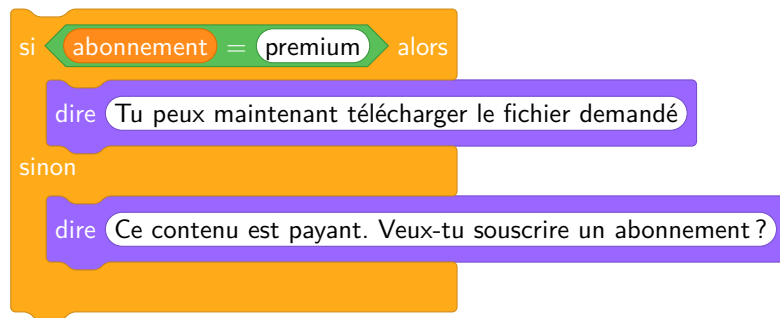 si abonnement = premium alors
dire Tu peux maintenant télécharger le fichier demandé
sinon
dire Ce contenu est payant. Veux-tu souscrire un abonnement ?